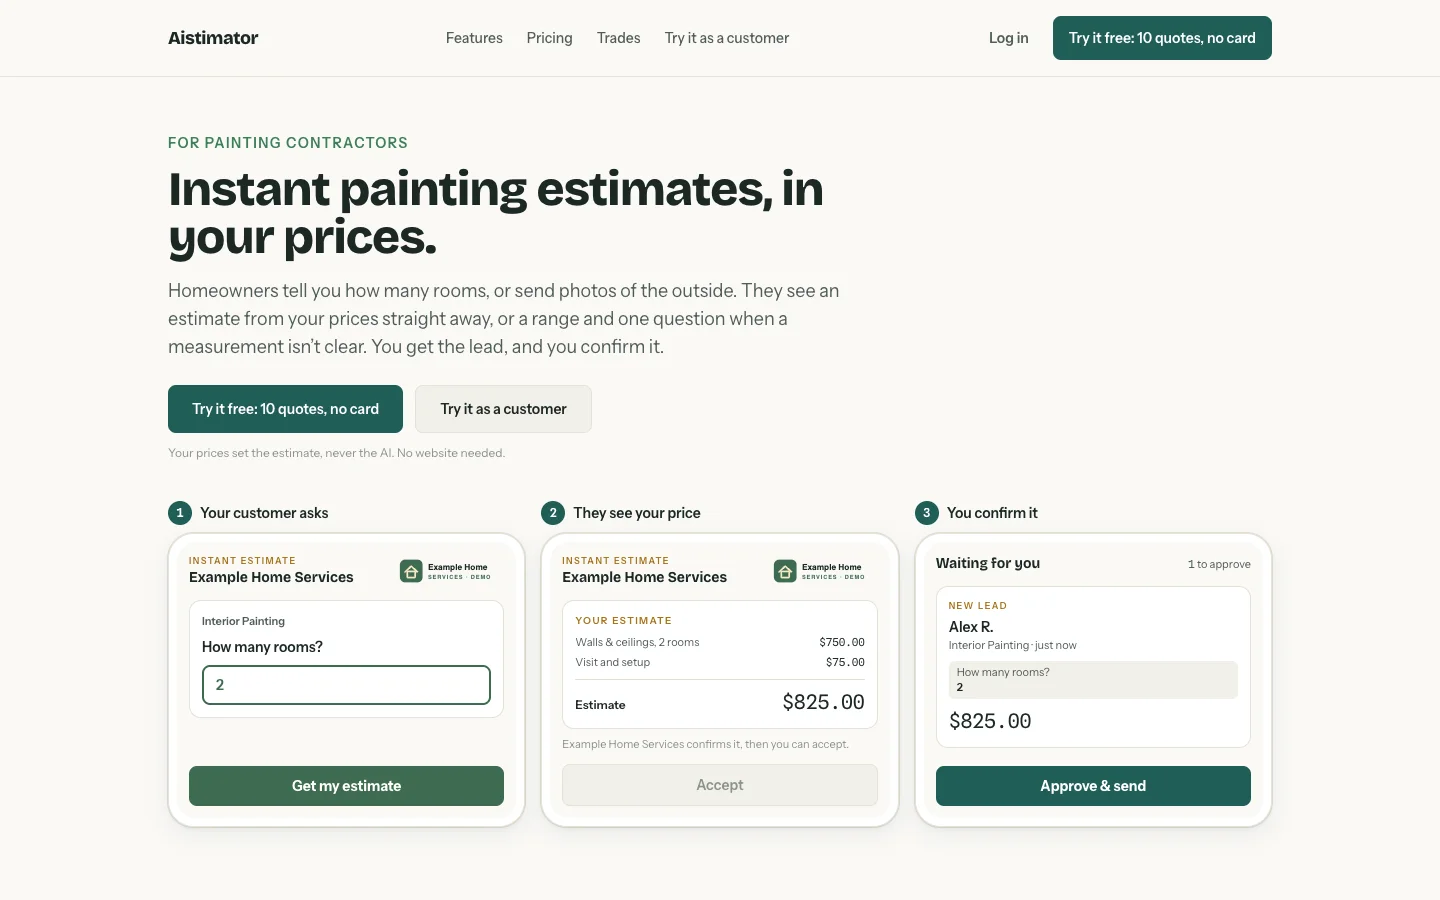 Aistimator
Features
Pricing
Trades
Try it as a customer
Log in
Try it free: 10 quotes, no card
FOR PAINTING CONTRACTORS
Instant painting estimates, in
your prices.
Homeowners tell you how many rooms, or send photos of the outside. They see an
estimate from your prices straight away, or a range and one question when a
measurement isn’t clear. You get the lead, and you confirm it.
Try it free: 10 quotes, no card
Try it as a customer
Your prices set the estimate, never the AI. No website needed.
1 Your customer asks
INSTANT ESTIMATE
Example Home Services
Example Home
SERVICES · DEMO
Interior Painting
How many rooms?
2
Get my estimate
2 They see your price
INSTANT ESTIMATE
Example Home Services
Example Home
SERVICES · DEMO
YOUR ESTIMATE
Walls & ceilings, 2 rooms $750.00
Visit and setup $75.00
Estimate $825.00
Example Home Services confirms it, then you can accept.
Accept
3 You confirm it
Waiting for you
1 to approve
NEW LEAD
Alex R.
Interior Painting · just now
How many rooms?
2
$825.00
Approve & send